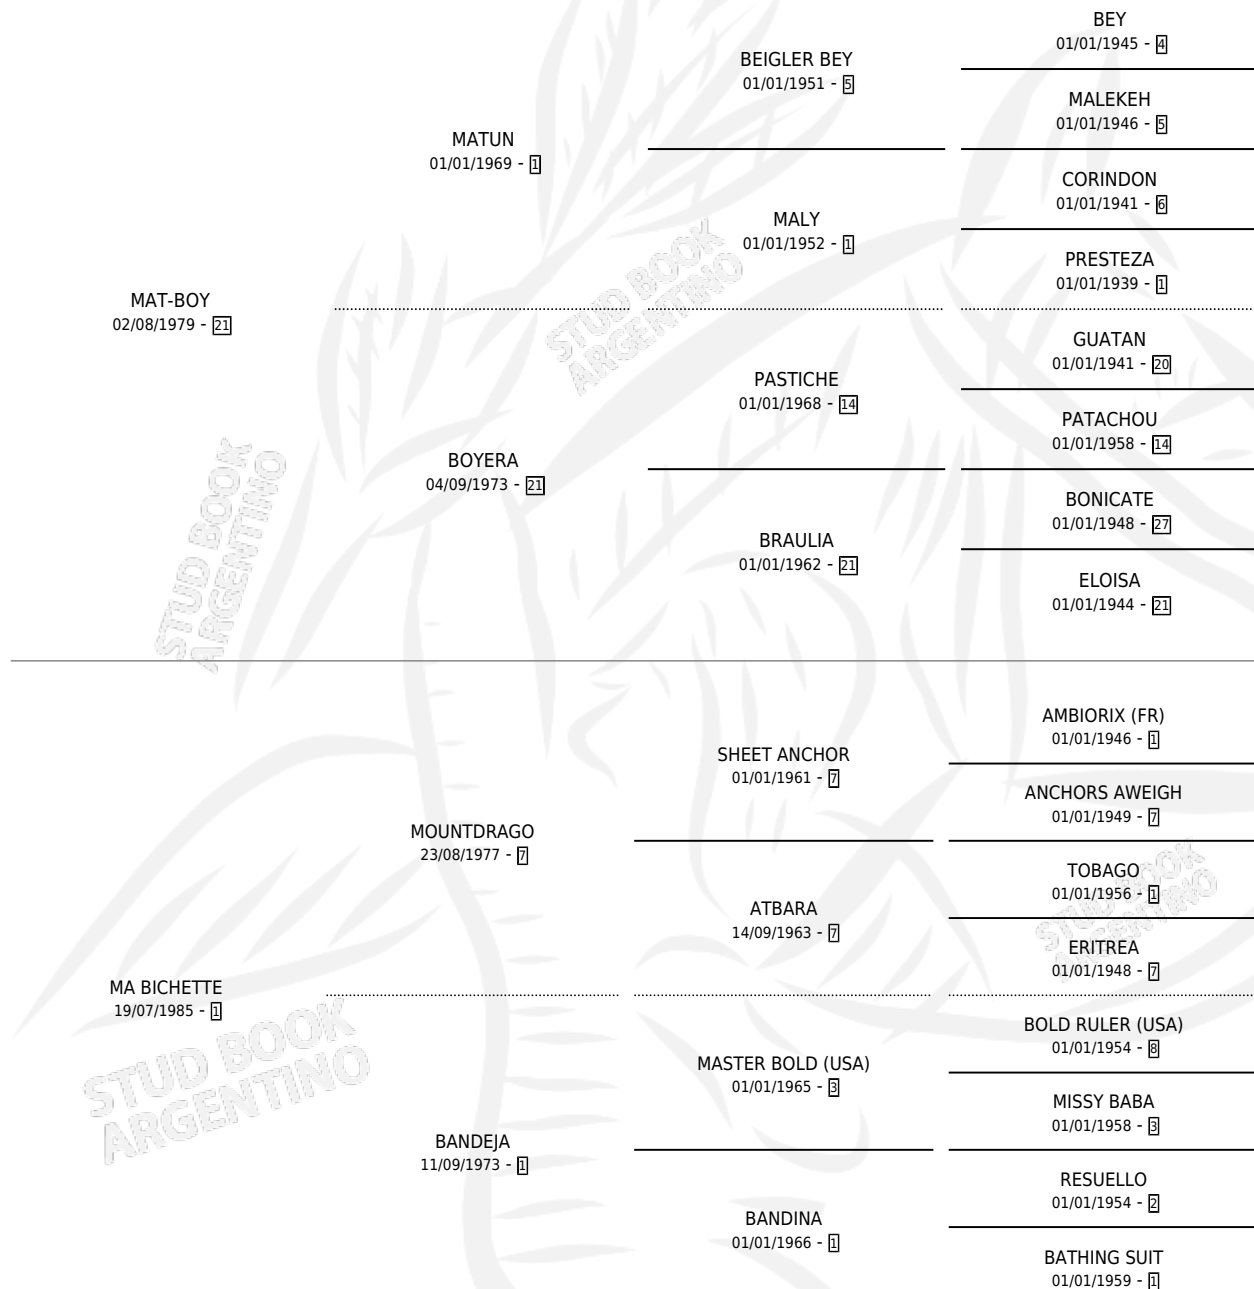 BEY
01/01/1945 - 4
BEIGLER BEY
01/01/1951 - 5
MALEKEH
01/01/1946 - 5
MATUN
01/01/1969 - 1
CORINDON
01/01/1941 - 6
MALY
01/01/1952 - 1
PRESTEZA
01/01/1939 - 1
MAT-BOY
02/08/1979 - 21
GUATAN
01/01/1941 - 20
PASTICHE
01/01/1968 - 14
PATACHOU
01/01/1958 - 14
BOYERA
04/09/1973 - 21
BONICATE
01/01/1948 - 27
BRAULIA
01/01/1962 - 21
ELOISA
01/01/1944 - 21
AMBIORIX (FR)
01/01/1946 - 1
SHEET ANCHOR
01/01/1961 - 7
ANCHORS AWEIGH
01/01/1949 - 7
MOUNTDRAGO
23/08/1977 - 7
TOBAGO
01/01/1956 - 1
ATBARA
14/09/1963 - 7
ERITREA
01/01/1948 - 7
MA BICHETTE
19/07/1985 - 1
BOLD RULER (USA)
01/01/1954 - 8
MASTER BOLD (USA)
01/01/1965 - 3
MISSY BABA
01/01/1958 - 3
BANDEJA
11/09/1973 - 1
RESUELLO
01/01/1954 - 2
BANDINA
01/01/1966 - 1
BATHING SUIT
01/01/1959 - 1
STUD BOOK
ARGENTINO
STUD BOOK
ARGENTINO
STUD BOOK
ARGENTINO
STUD BOOK
ARGENTINO